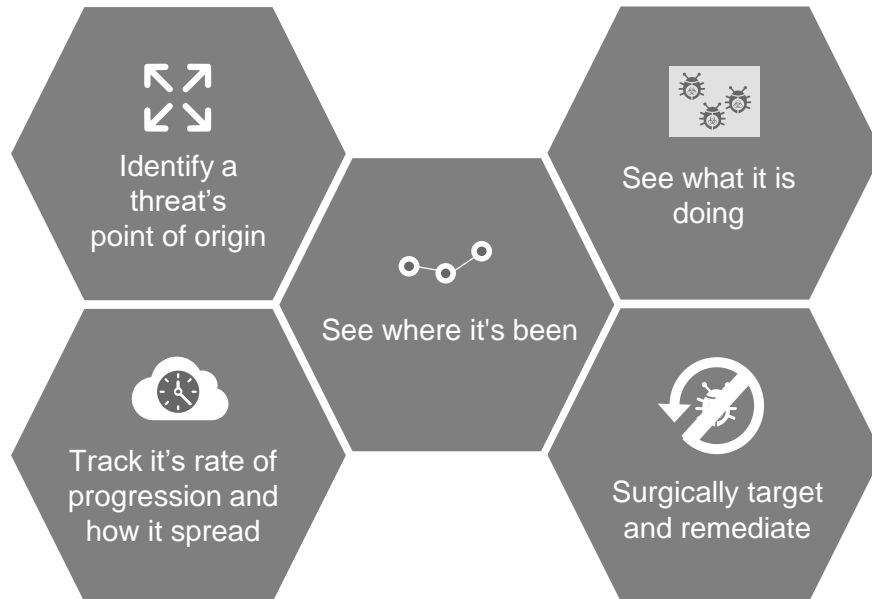 Identify a
threat’s
point of origin
See what it is
doing
See where it's been
Track it’s rate of
progression and
how it spread
Surgically target
and remediate